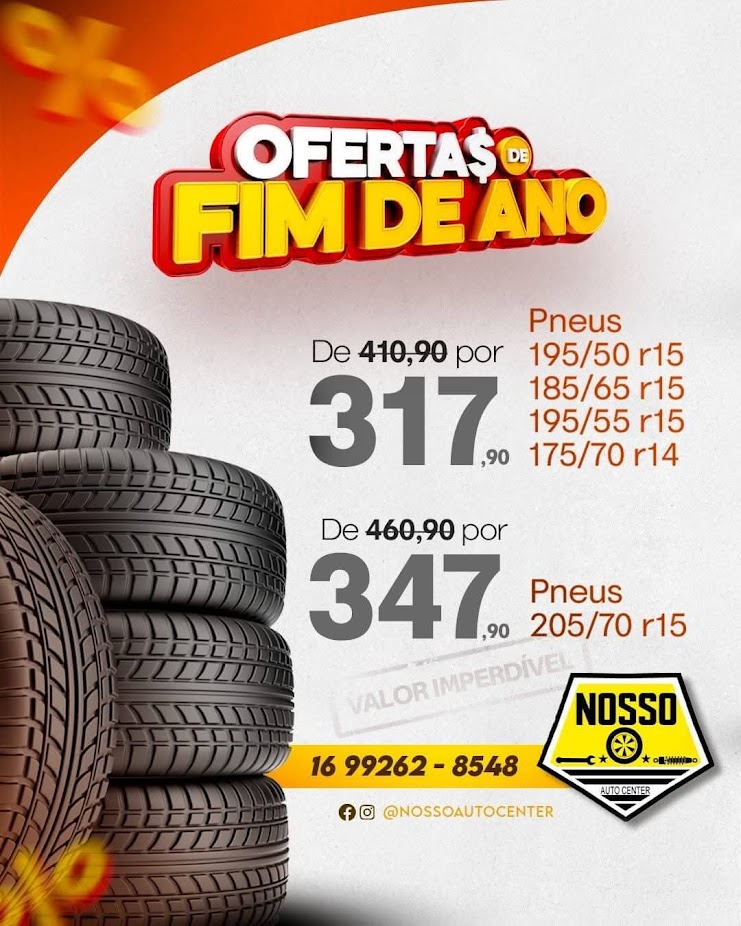 OFERTA$ DE
FIM DE ANO
De 410,90 por
317,90
Pneus
195/50 r15
185/65 r15
195/55 r15
175/70 r14
De 460,90 por
347,90
Pneus
205/70 r15
VALOR IMPERDÍVEL
NOSSO
AUTO CENTER
16 99262 - 8548
@NOSSOAUTOCENTER